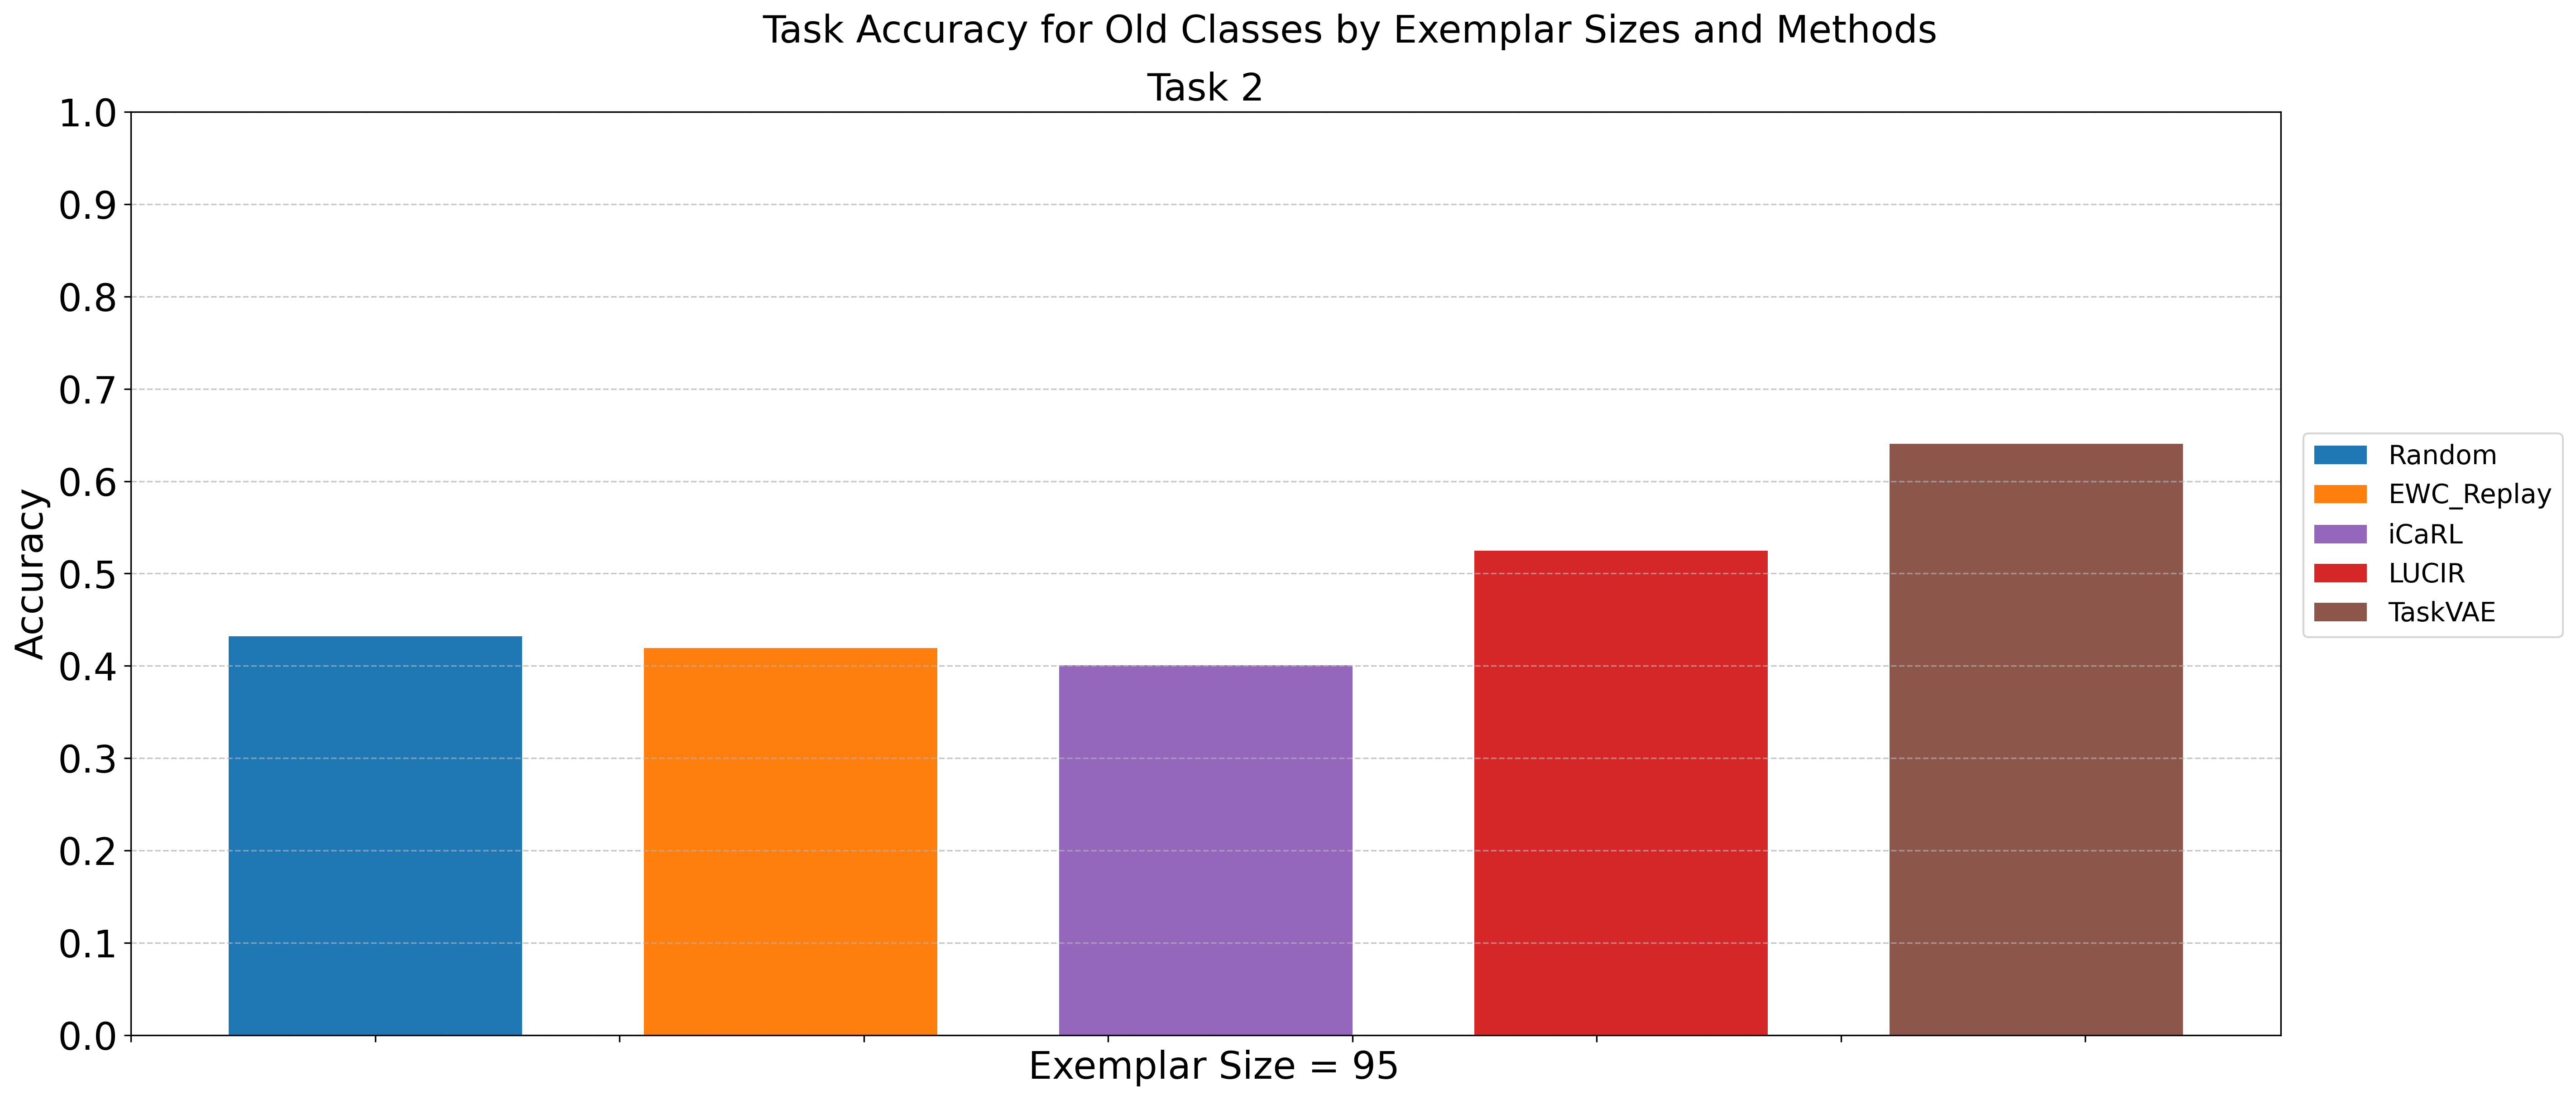 Task Accuracy for Old Classes by Exemplar Sizes and Methods
Task 2
Accuracy
1.0
0.9
0.8
0.7
0.6
0.5
0.4
0.3
0.2
0.1
0.0
Exemplar Size = 95
Random
EWC_Replay
iCaRL
LUCIR
TaskVAE